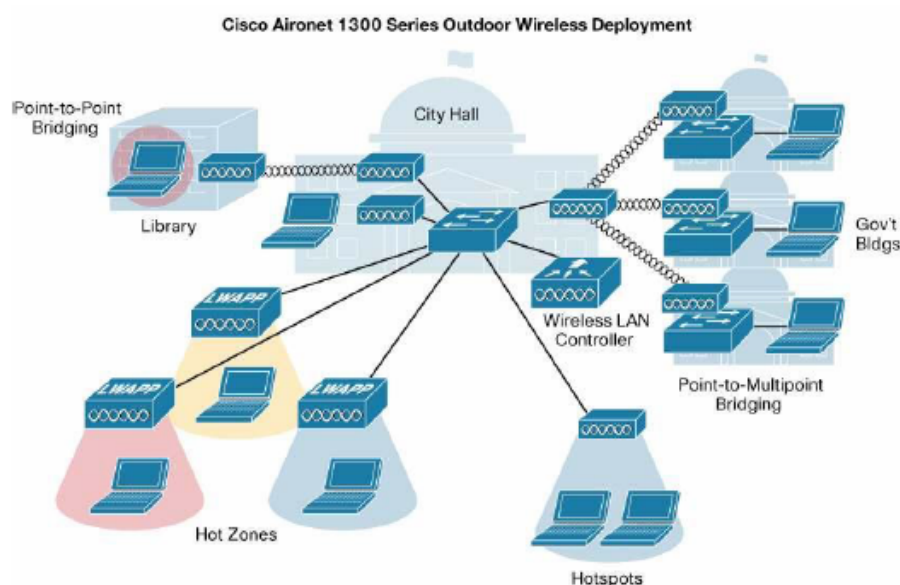 Cisco Aironet 1300 Series Outdoor Wireless Deployment
Point-to-Point
Bridging
City Hall
Library
Gov't
Bldgs
Wireless LAN
Controller
LWAPP
LWAPP
LWAPP
Point-to-Multipoint
Bridging
Hot Zones
Hotspots